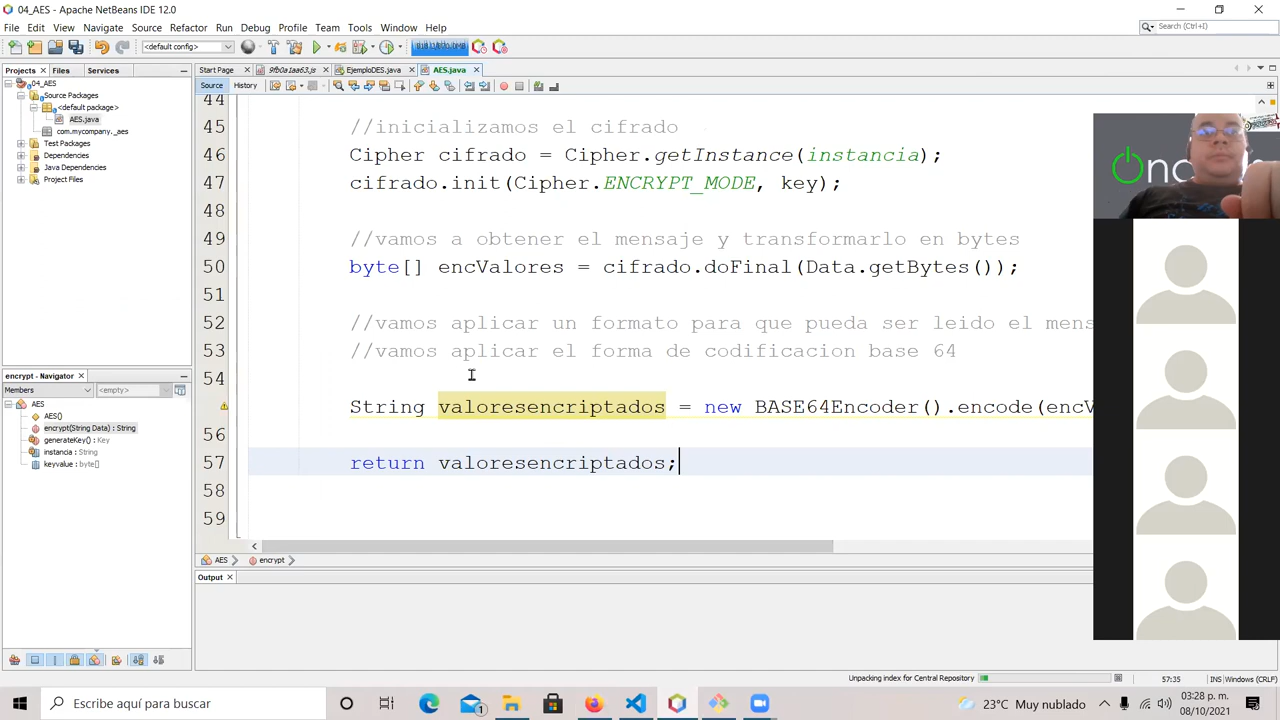 04_AES - Apache NetBeans IDE 12.0
File Edit View Navigate Source Refactor Run Debug Profile Team Tools Window Help
Search (Ctrl+I)
<default config>
Projects Files Services
Start Page 9fb0a1aa63.js EjemploDES.java AES.java
Source History
04_AES
Source Packages
<default package>
AES.java
com.mycompany._aes
Test Packages
Dependencies
Java Dependencies
Project Files
44
45 //inicializamos el cifrado
46 Cipher cifrado = Cipher.getInstance(instancia);
47 cifrado.init(Cipher.ENCRYPT_MODE, key);
48
49 //vamos a obtener el mensaje y transformarlo en bytes
50 byte[] encValores = cifrado.doFinal(Data.getBytes());
51
52 //vamos aplicar un formato para que pueda ser leido el mens
53 //vamos aplicar el forma de codificacion base 64
54
String valoresencriptados = new BASE64Encoder().encode(encV
56
57 return valoresencriptados;
58
59
encrypt - Navigator
Members <empty>
AES
AES()
encrypt(String Data) : String
generateKey() : Key
instancia : String
keyvalue : byte[]
AES encrypt
Output
Unpacking index for Central Repository
57:35 INS Windows (CRLF)
Escribe aquí para buscar
23°C Muy nublado
03:28 p. m.
08/10/2021